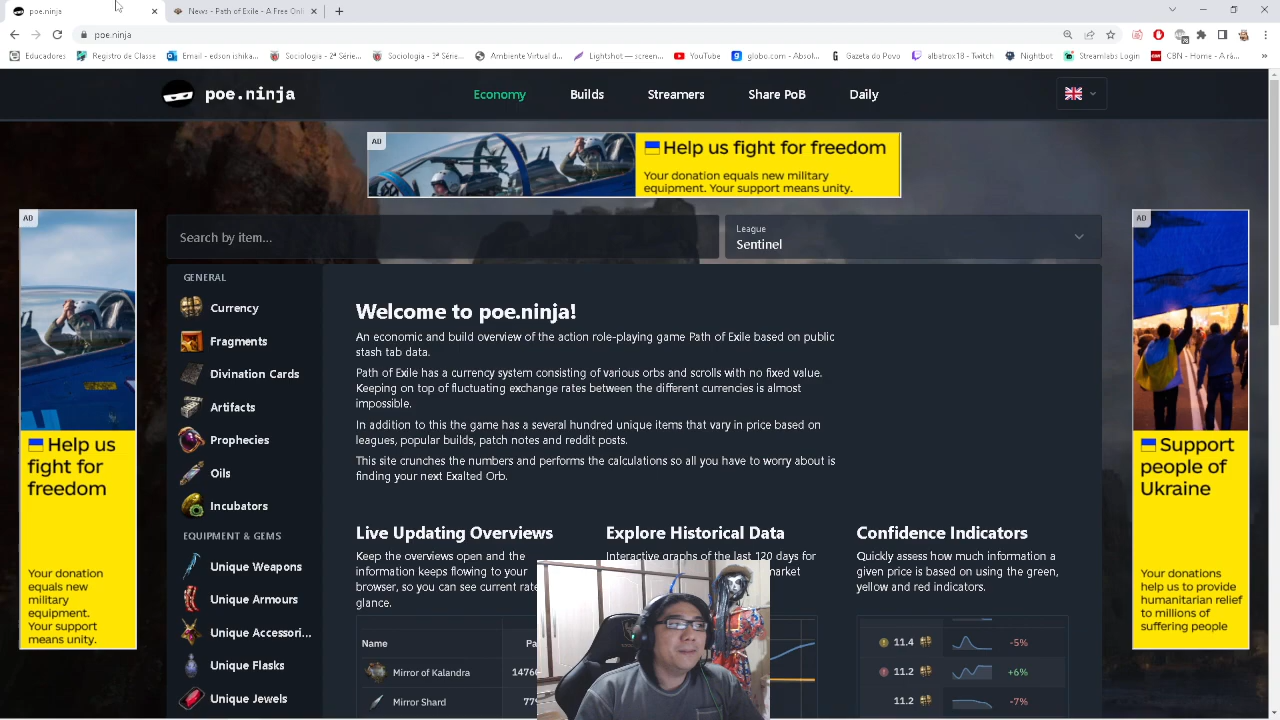 poe.ninja
News - Path of Exile - A Free Onli
poe.ninja
Educadores
Registro de Classe
Email - edson ishika...
Sociologia - 2ª Série...
Sociologia - 3ª Série...
Ambiente Virtual d...
Lightshot — screen...
YouTube
globo.com - Absol...
Gazeta do Povo
albatrox18 - Twitch
Nightbot
Streamlabs Login
CBN - Home - A rá...
»
poe.ninja
Economy
Builds
Streamers
Share PoB
Daily
AD
Help us fight for freedom
Your donation equals new military
equipment. Your support means unity.
AD
Help us
fight for
freedom
Your donation
equals new
military
equipment.
Your support
means unity.
Search by item...
League
Sentinel
GENERAL
Currency
Fragments
Divination Cards
Artifacts
Prophecies
Oils
Incubators
EQUIPMENT & GEMS
Unique Weapons
Unique Armours
Unique Accessori...
Unique Flasks
Unique Jewels
Welcome to poe.ninja!
An economic and build overview of the action role-playing game Path of Exile based on public
stash tab data.
Path of Exile has a currency system consisting of various orbs and scrolls with no fixed value.
Keeping on top of fluctuating exchange rates between the different currencies is almost
impossible.
In addition to this the game has a several hundred unique items that vary in price based on
leagues, popular builds, patch notes and reddit posts.
This site crunches the numbers and performs the calculations so all you have to worry about is
finding your next Exalted Orb.
Live Updating Overviews
Keep the overviews open and the
information keeps flowing to your
browser, so you can see current rate
glance.
Name
Pa
Mirror of Kalandra
1476
Mirror Shard
779
Explore Historical Data
Interactive graphs of the last 120 days for
market
Confidence Indicators
Quickly assess how much information a
given price is based on using the green,
yellow and red indicators.
11.4
-5%
11.2
+6%
11.2
-7%
AD
Support
people of
Ukraine
Your donations
help us to provide
humanitarian relief
to millions of
suffering people